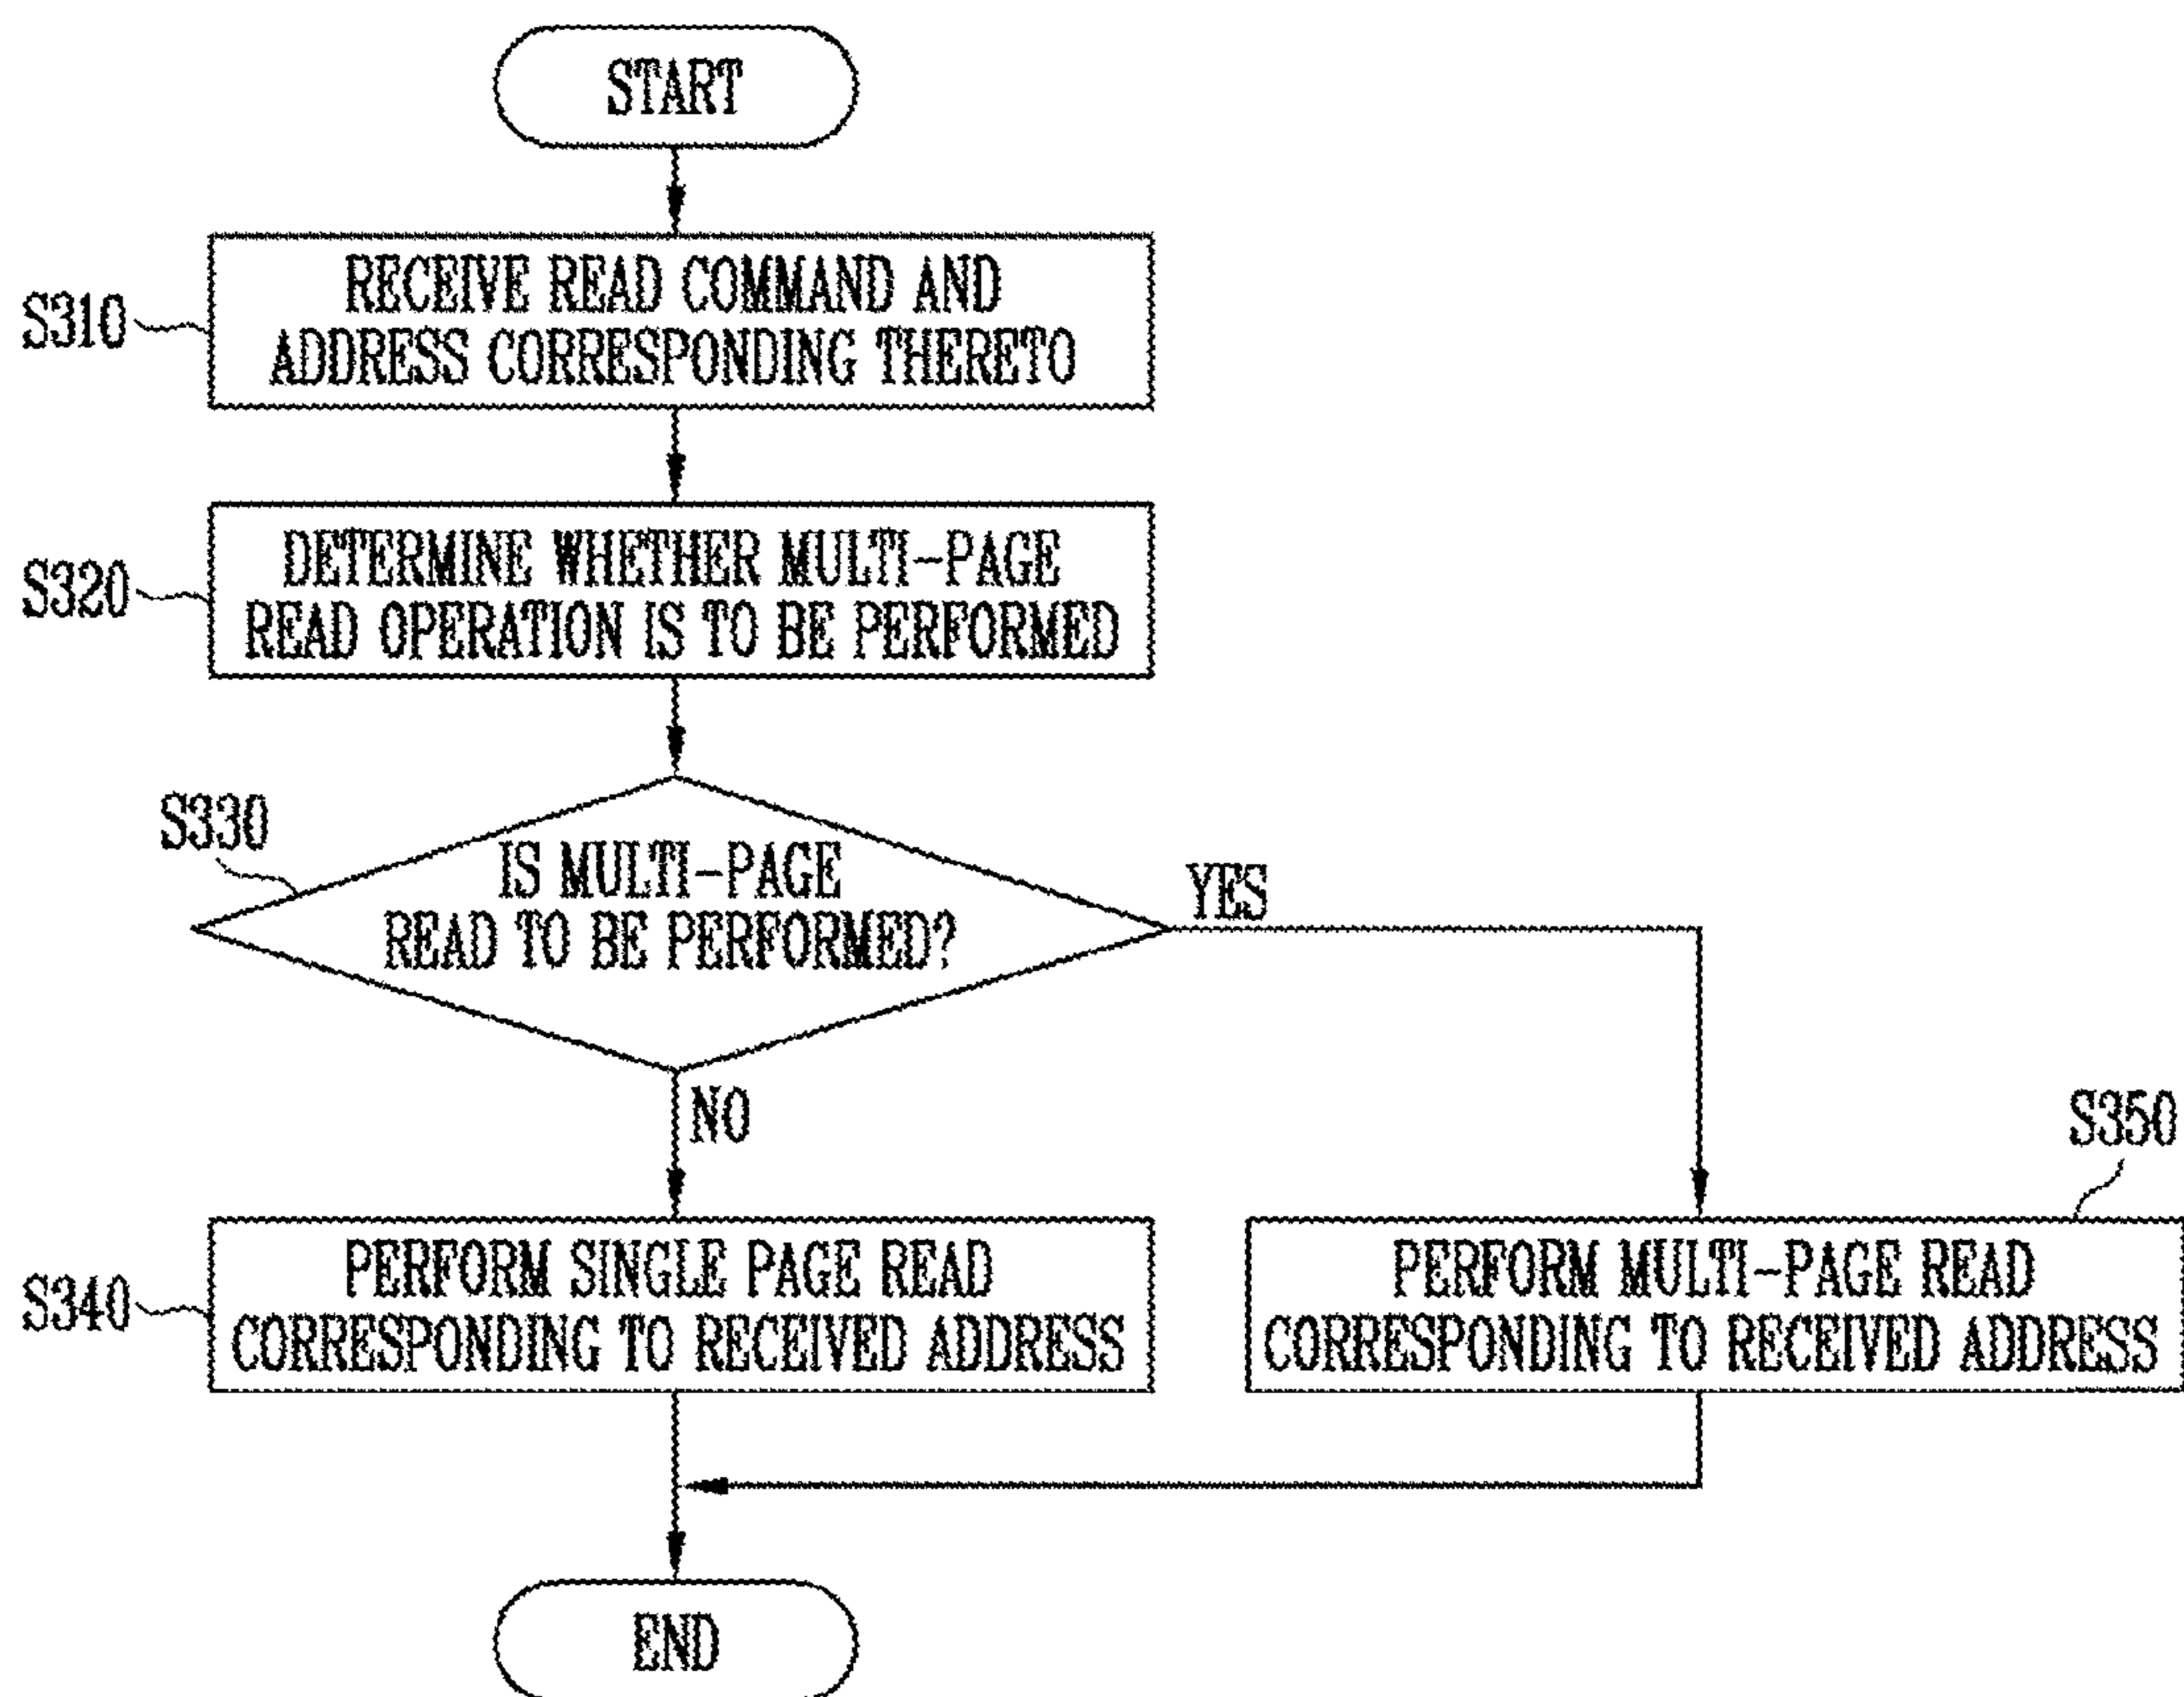 START
S310
RECEIVE READ COMMAND AND
ADDRESS CORRESPONDING THERETO
S320
DETERMINE WHETHER MULTI-PAGE
READ OPERATION IS TO BE PERFORMED
S330
IS MULTI-PAGE
READ TO BE PERFORMED?
YES
NO
S340
PERFORM SINGLE PAGE READ
CORRESPONDING TO RECEIVED ADDRESS
S350
PERFORM MULTI-PAGE READ
CORRESPONDING TO RECEIVED ADDRESS
END